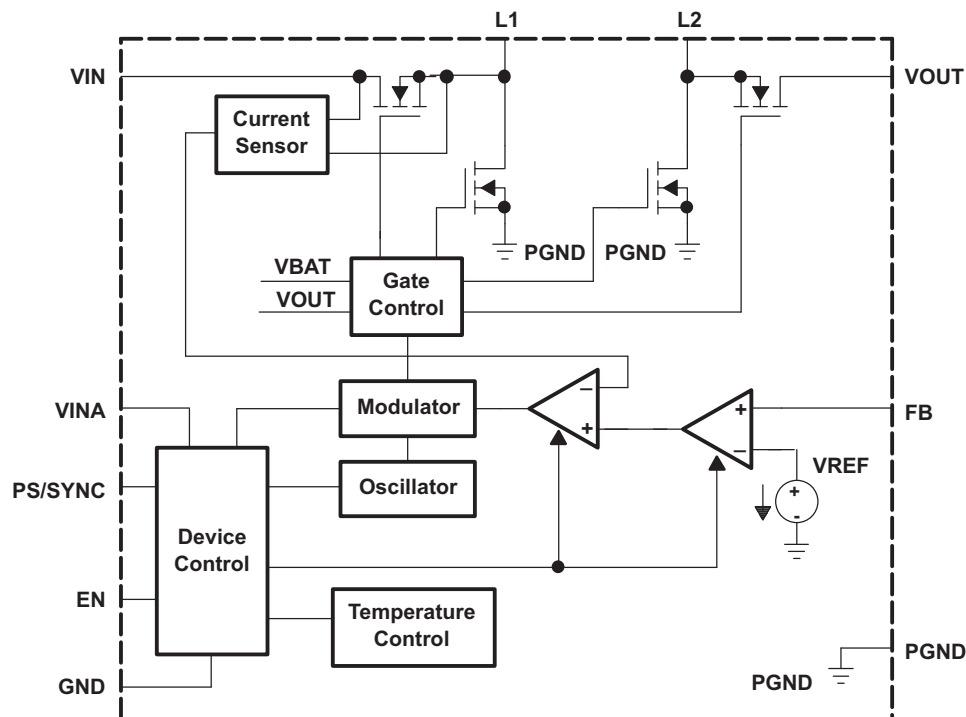 L1
L2
VIN
VOUT
Current
Sensor
PGND
PGND
VBAT
VOUT
Gate
Control
VINA
Modulator
−
+
+
−
FB
VREF
+
-
PS/SYNC
Oscillator
Device
Control
EN
Temperature
Control
PGND
PGND
GND